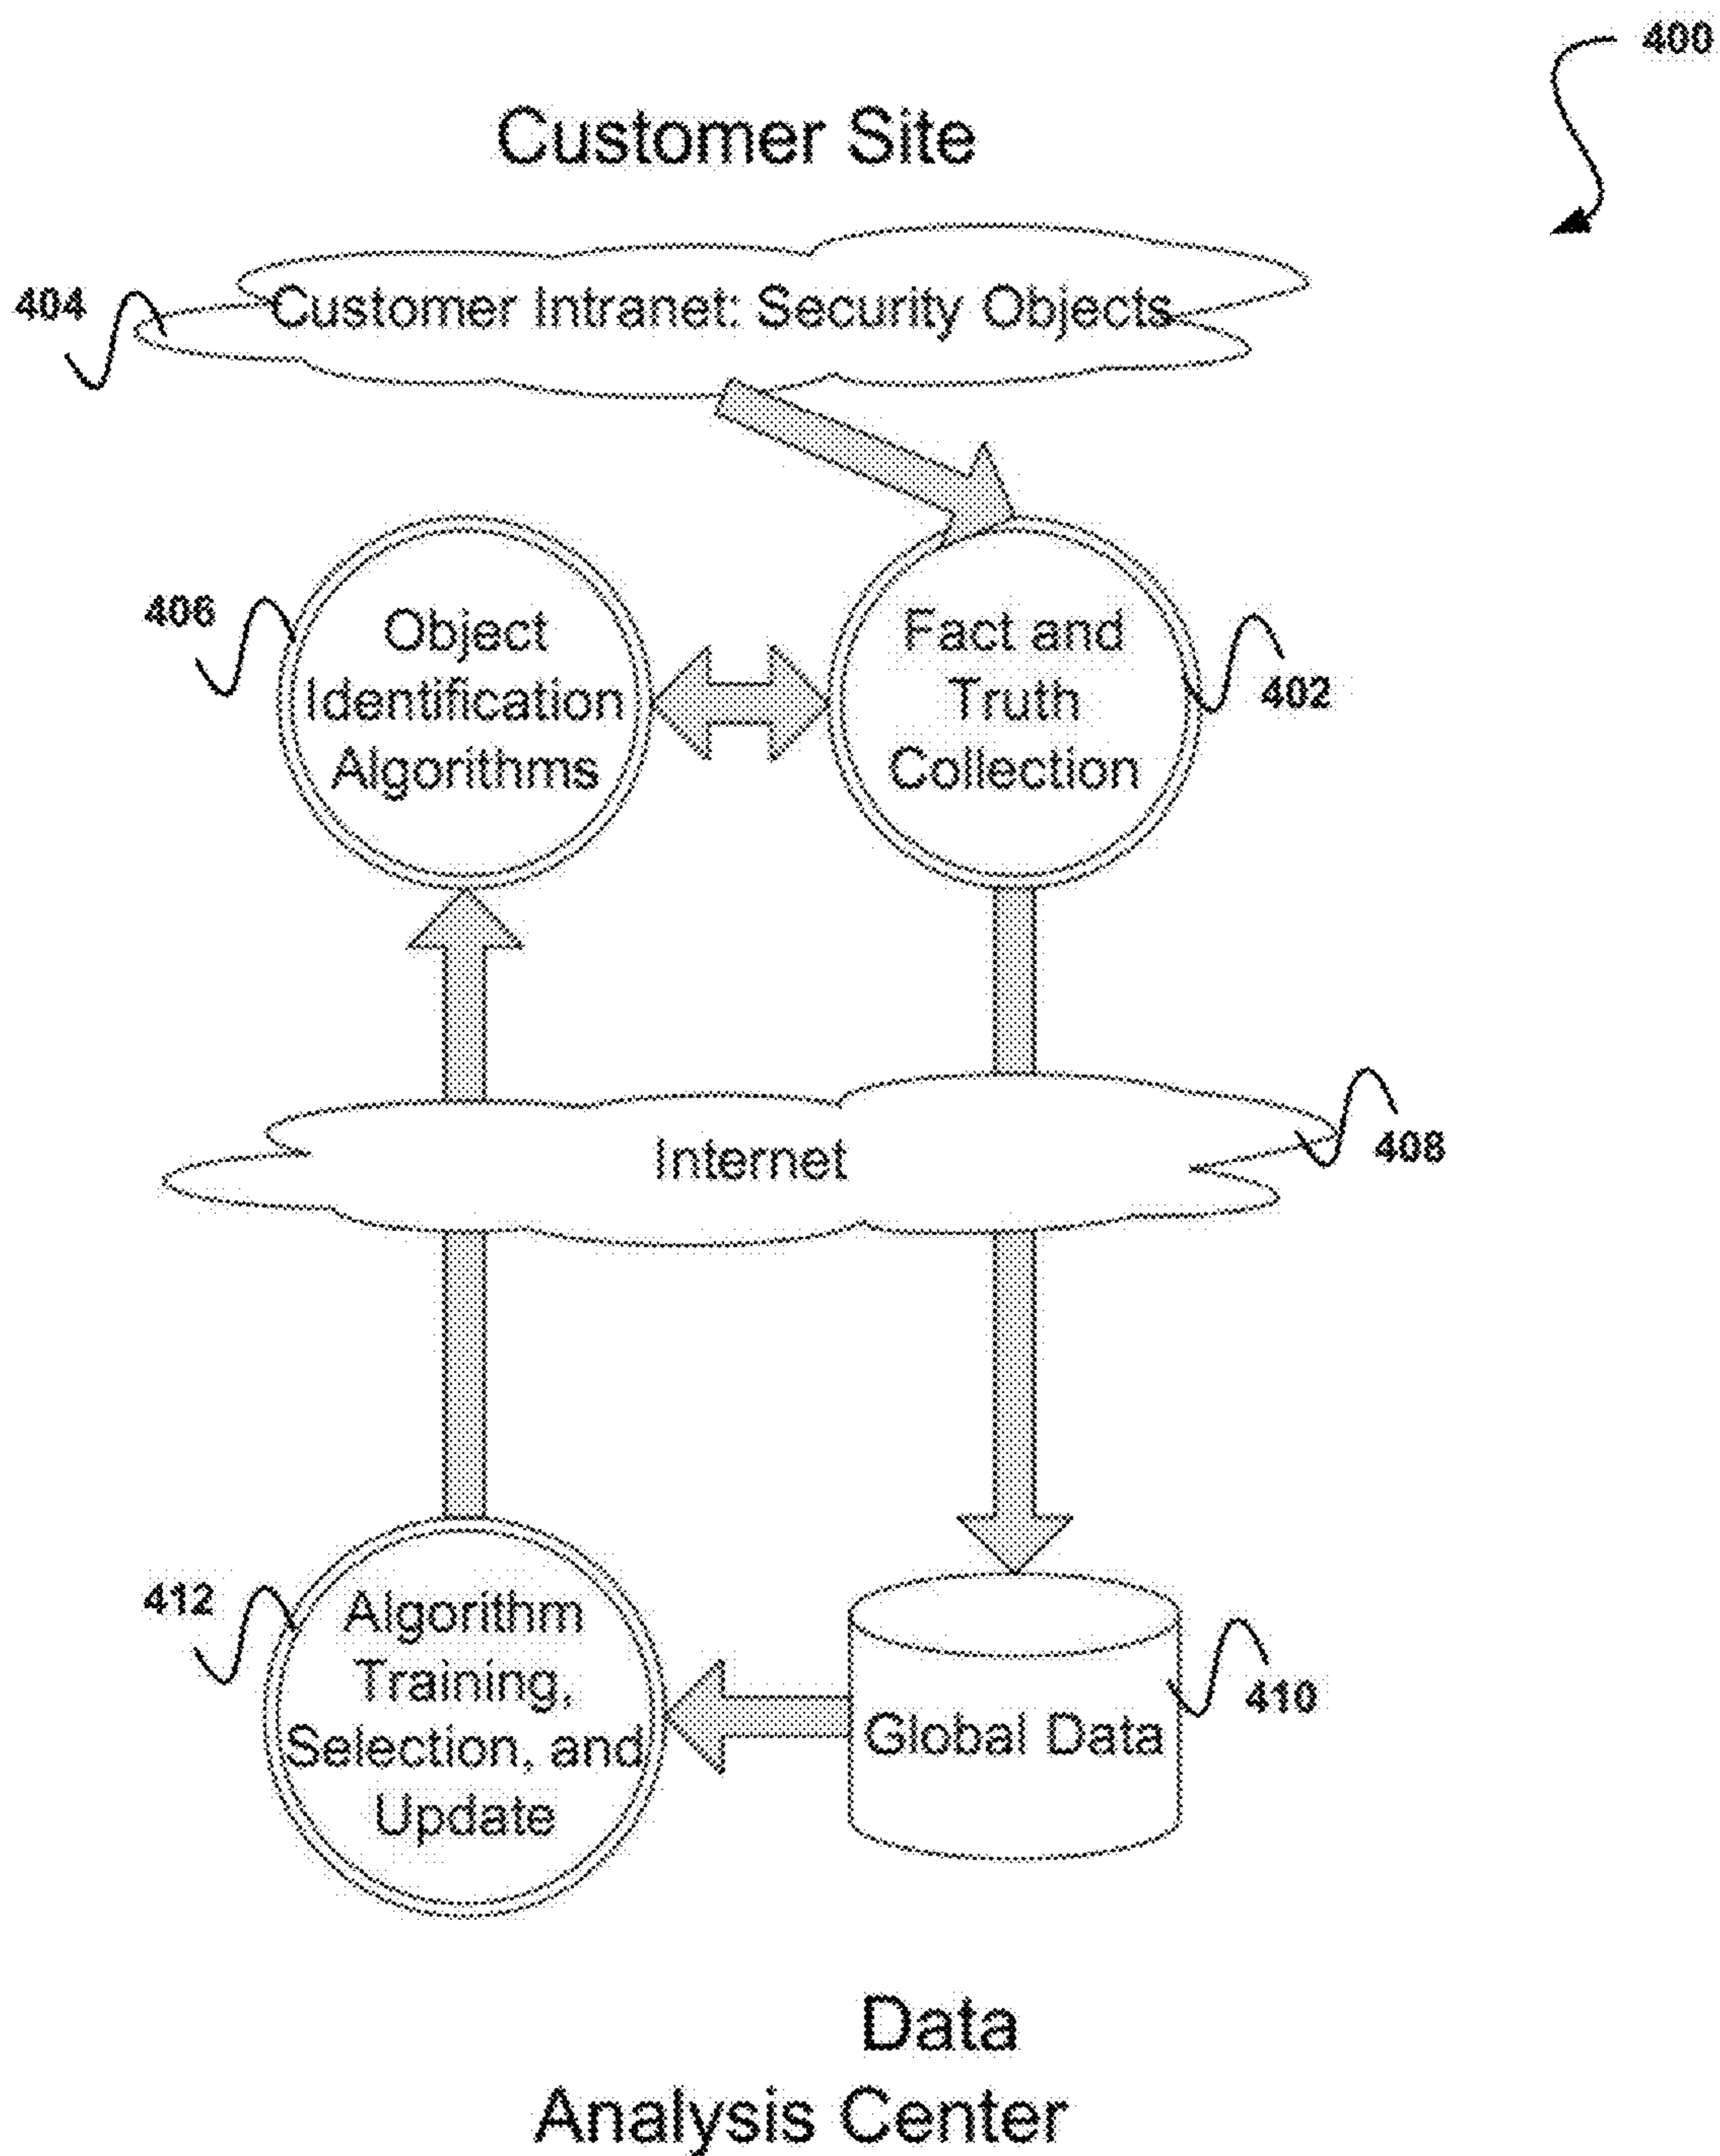 400
Customer Site
404
Customer Intranet: Security Objects
406
Object
Identification
Algorithms
Fact and
Truth
Collection
402
Internet
408
412
Algorithm
Training,
Selection, and
Update
Global Data
410
Data
Analysis Center